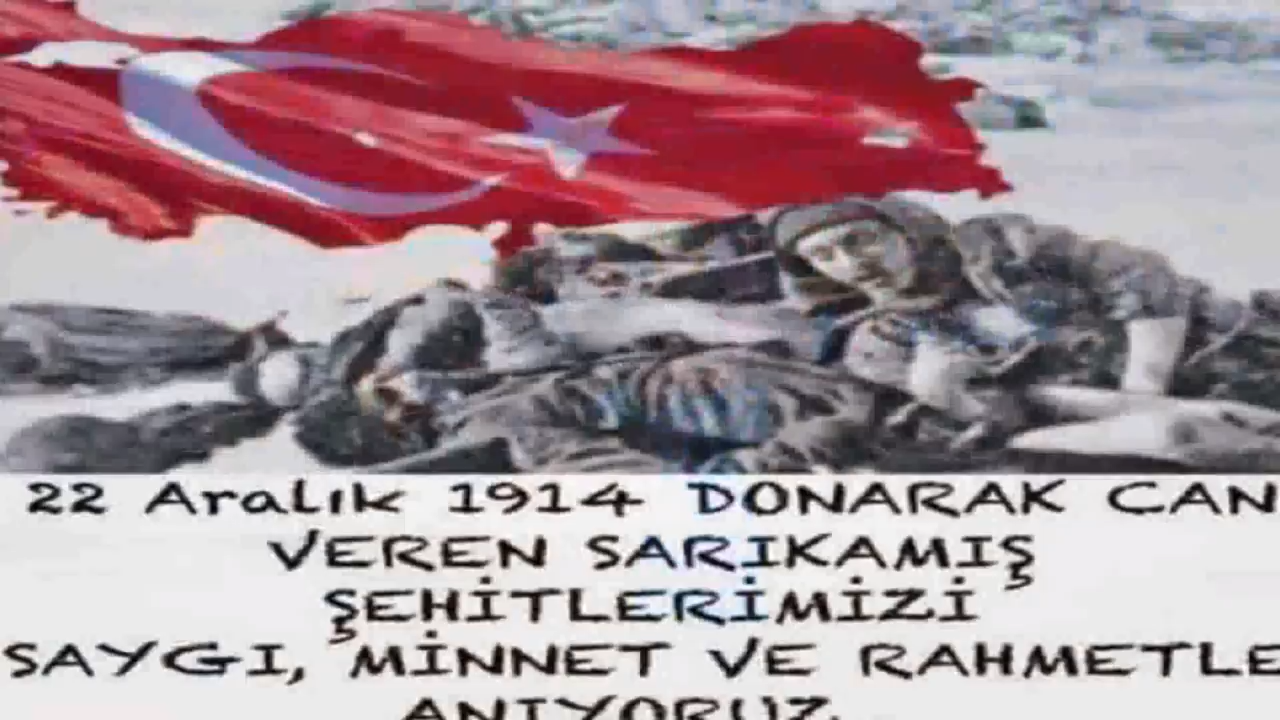 22 Aralık 1914 DONARAK CAN
VEREN SARIKAMIŞ
ŞEHİTLERİMİZİ
SAYGI, MİNNET VE RAHMETLE
ANIYORUZ